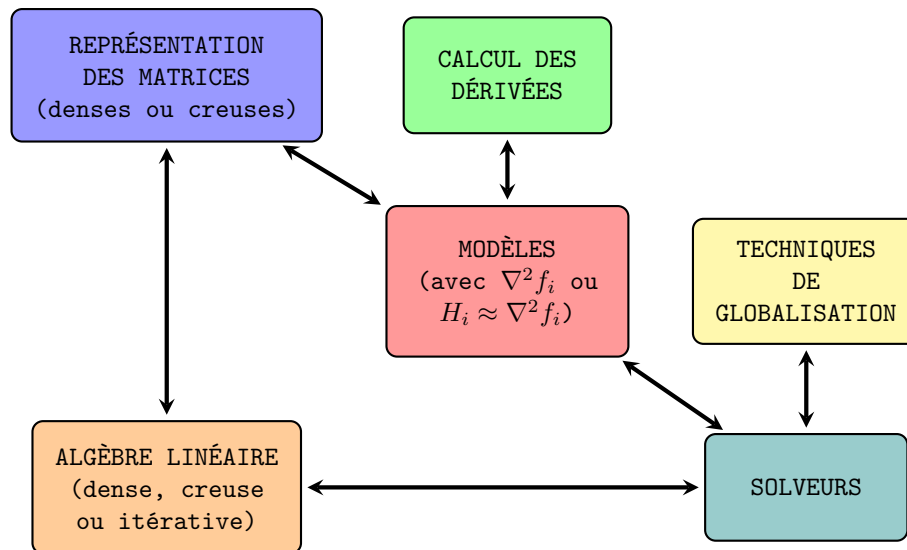 REPRÉSENTATION
DES MATRICES
(denses ou creuses)
CALCUL DES
DÉRIVÉES
MODÈLES
(avec ∇²fᵢ ou
Hᵢ ≈ ∇²fᵢ)
TECHNIQUES
DE
GLOBALISATION
ALGÈBRE LINÉAIRE
(dense, creuse
ou itérative)
SOLVEURS